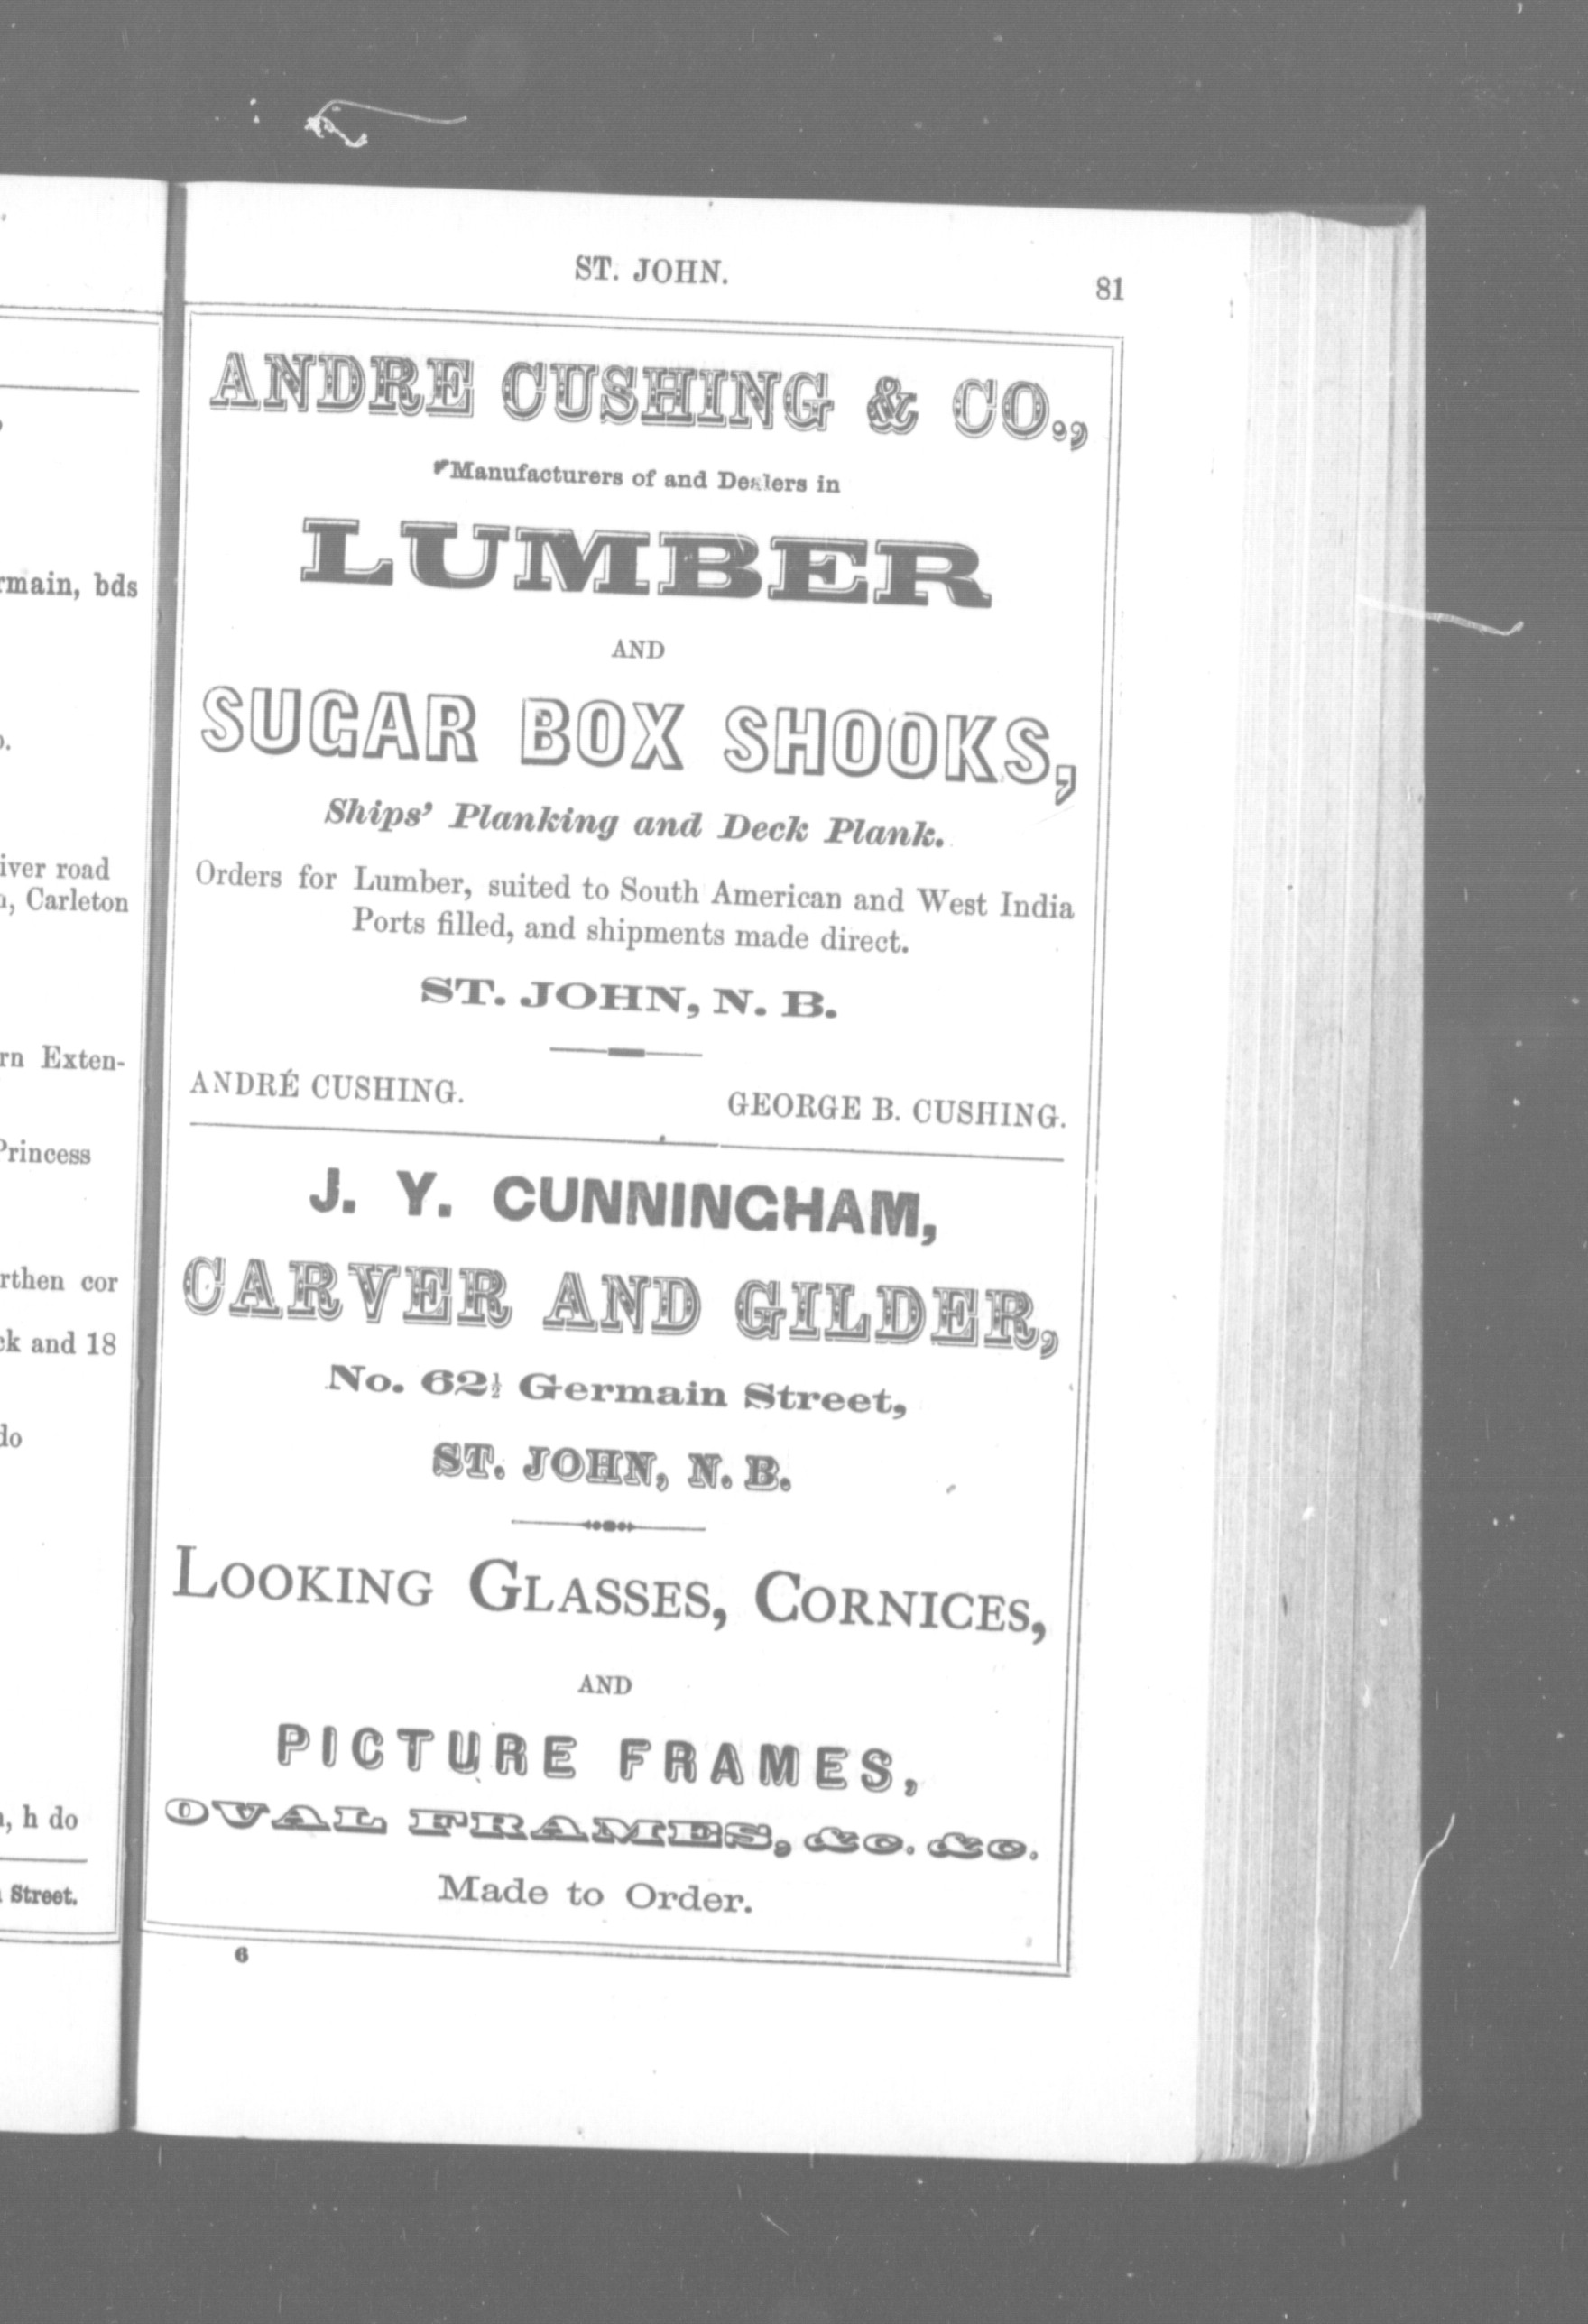 rmain, bds
iver road
, Carleton
rn Exten-
Princess
rthen cor
ck and 18
do
, h do
Street.
ST. JOHN.
81
ANDRE CUSHING & CO.,
Manufacturers of and Dealers in
LUMBER
AND
SUGAR BOX SHOOKS,
Ships' Planking and Deck Plank.
Orders for Lumber, suited to South American and West India
Ports filled, and shipments made direct.
ST. JOHN, N. B.
ANDRÉ CUSHING.
GEORGE B. CUSHING.
J. Y. CUNNINGHAM,
CARVER AND GILDER,
No. 62½ Germain Street,
ST. JOHN, N. B.
LOOKING GLASSES, CORNICES,
AND
PICTURE FRAMES,
OVAL FRAMES, &c. &c.
Made to Order.
6